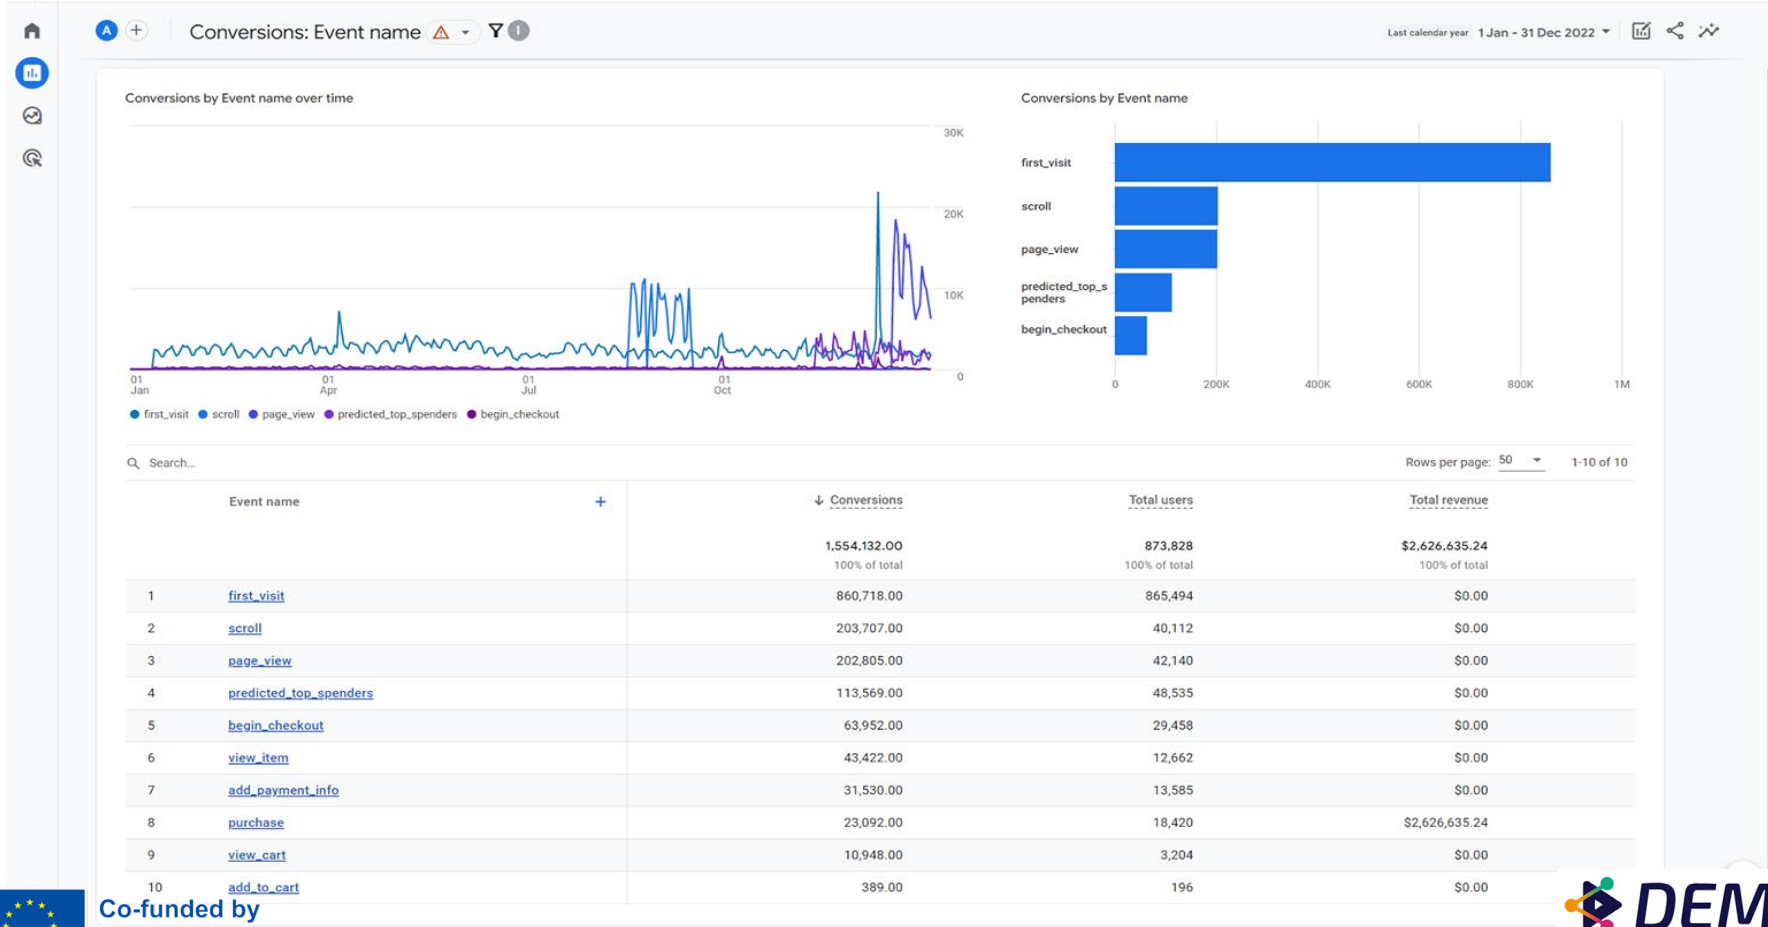 A
Conversions: Event name
I
Last calendar year 1 Jan - 31 Dec 2022
Conversions by Event name over time
30K
20K
10K
0
01 Jan
01 Apr
01 Jul
01 Oct
first_visit scroll page_view predicted_top_spenders begin_checkout
Conversions by Event name
first_visit
scroll
page_view
predicted_top_s
penders
begin_checkout
0 200K 400K 600K 800K 1M
Search...
Rows per page: 50 1-10 of 10
Event name + Conversions Total users Total revenue
1,554,132.00 873,828 $2,626,635.24
100% of total 100% of total 100% of total
1 first_visit 860,718.00 865,494 $0.00
2 scroll 203,707.00 40,112 $0.00
3 page_view 202,805.00 42,140 $0.00
4 predicted_top_spenders 113,569.00 48,535 $0.00
5 begin_checkout 63,952.00 29,458 $0.00
6 view_item 43,422.00 12,662 $0.00
7 add_payment_info 31,530.00 13,585 $0.00
8 purchase 23,092.00 18,420 $2,626,635.24
9 view_cart 10,948.00 3,204 $0.00
10 add_to_cart 389.00 196 $0.00
Co-funded by
DEM